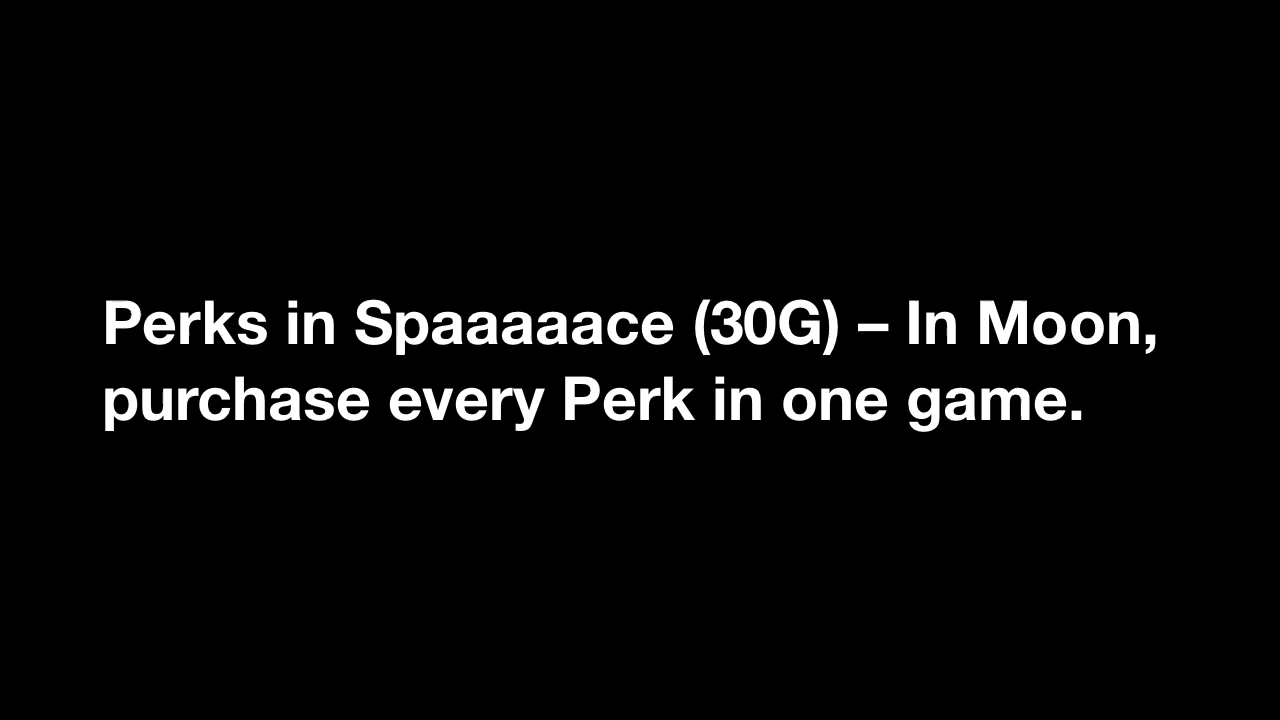 Perks in Spaaaaace (30G) – In Moon,
purchase every Perk in one game.